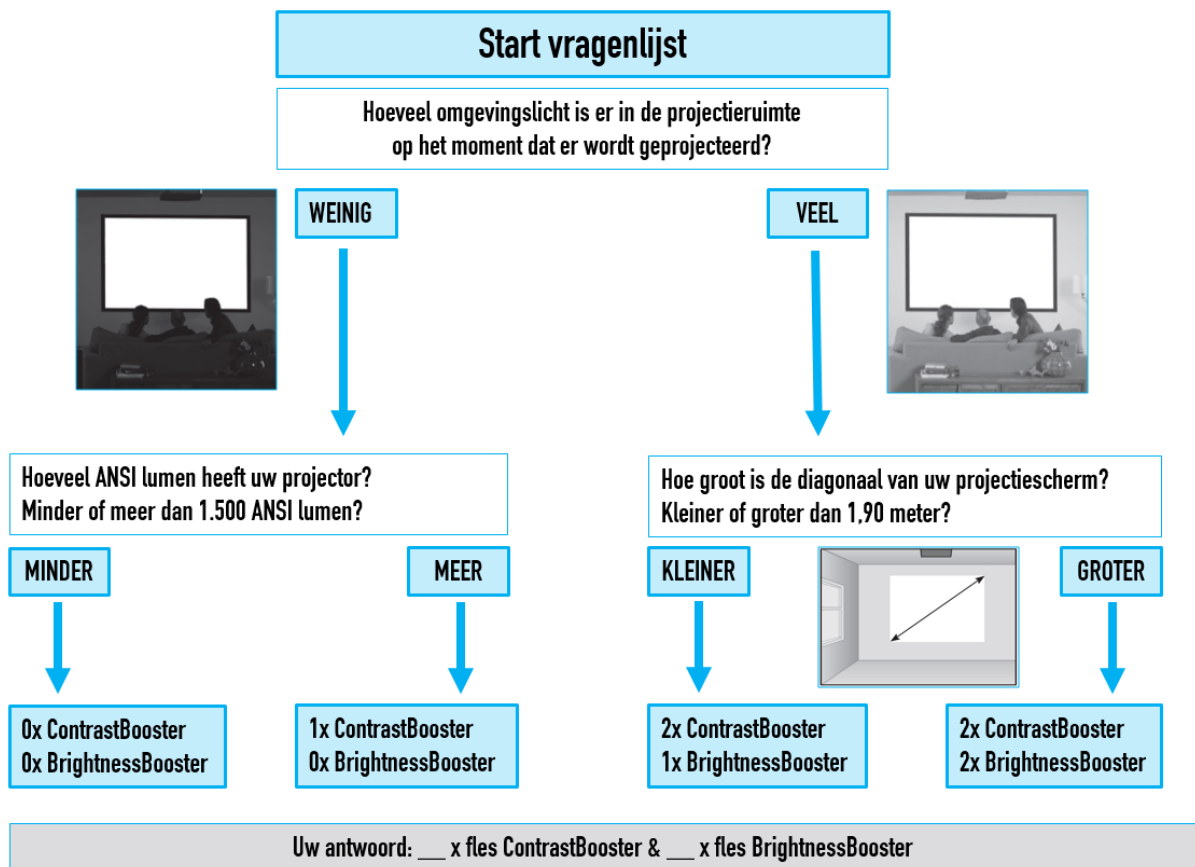 Start vragenlijst
Hoeveel omgevingslicht is er in de projectieruimte
op het moment dat er wordt geprojecteerd?
WEINIG
VEEL
Hoeveel ANSI lumen heeft uw projector?
Minder of meer dan 1.500 ANSI lumen?
Hoe groot is de diagonaal van uw projectiescherm?
Kleiner of groter dan 1,90 meter?
MINDER
MEER
KLEINER
GROTER
0x ContrastBooster
0x BrightnessBooster
1x ContrastBooster
0x BrightnessBooster
2x ContrastBooster
1x BrightnessBooster
2x ContrastBooster
2x BrightnessBooster
Uw antwoord: __ x fles ContrastBooster & __ x fles BrightnessBooster